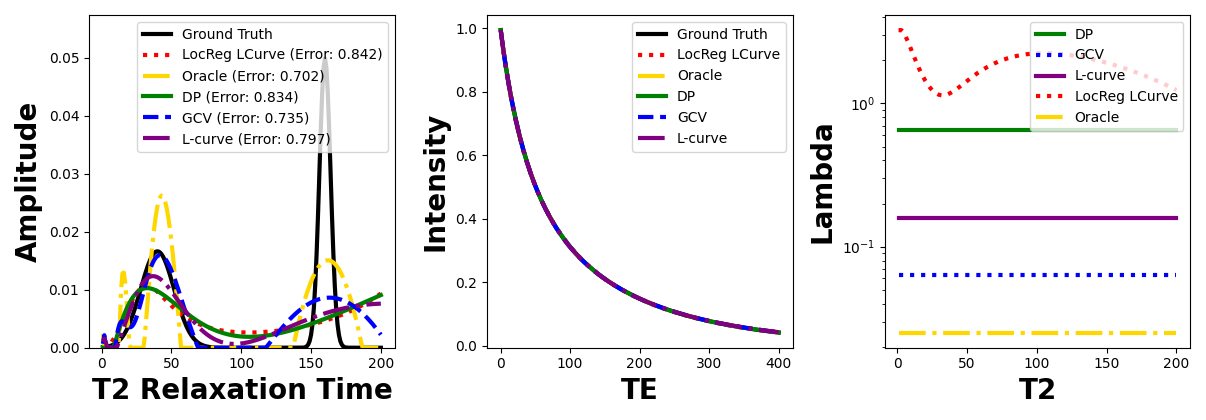 Amplitude
0.05
0.04
0.03
0.02
0.01
0.00
Ground Truth
LocReg LCurve (Error: 0.842)
Oracle (Error: 0.702)
DP (Error: 0.834)
GCV (Error: 0.735)
L-curve (Error: 0.797)
0 50 100 150 200
T2 Relaxation Time
Intensity
1.0
0.8
0.6
0.4
0.2
0.0
Ground Truth
LocReg LCurve
Oracle
DP
GCV
L-curve
0 100 200 300 400
TE
Lambda
10⁰
10⁻¹
DP
GCV
L-curve
LocReg LCurve
Oracle
0 50 100 150 200
T2